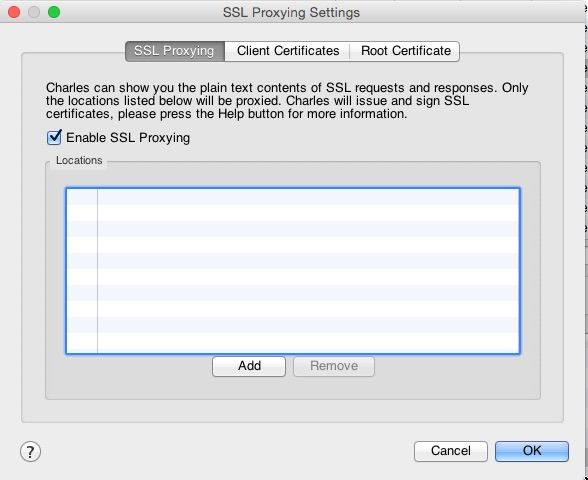 SSL Proxying Settings
SSL Proxying Client Certificates Root Certificate
Charles can show you the plain text contents of SSL requests and responses. Only
the locations listed below will be proxied. Charles will issue and sign SSL
certificates, please press the Help button for more information.
Enable SSL Proxying
Locations
Add Remove
? Cancel OK